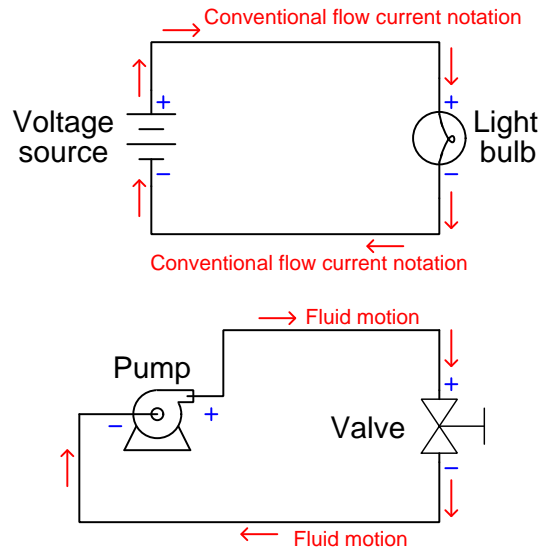 Conventional flow current notation
+
+
Voltage
source
Light
bulb
−
−
Conventional flow current notation
Fluid motion
Pump
+
−
+
Valve
−
Fluid motion